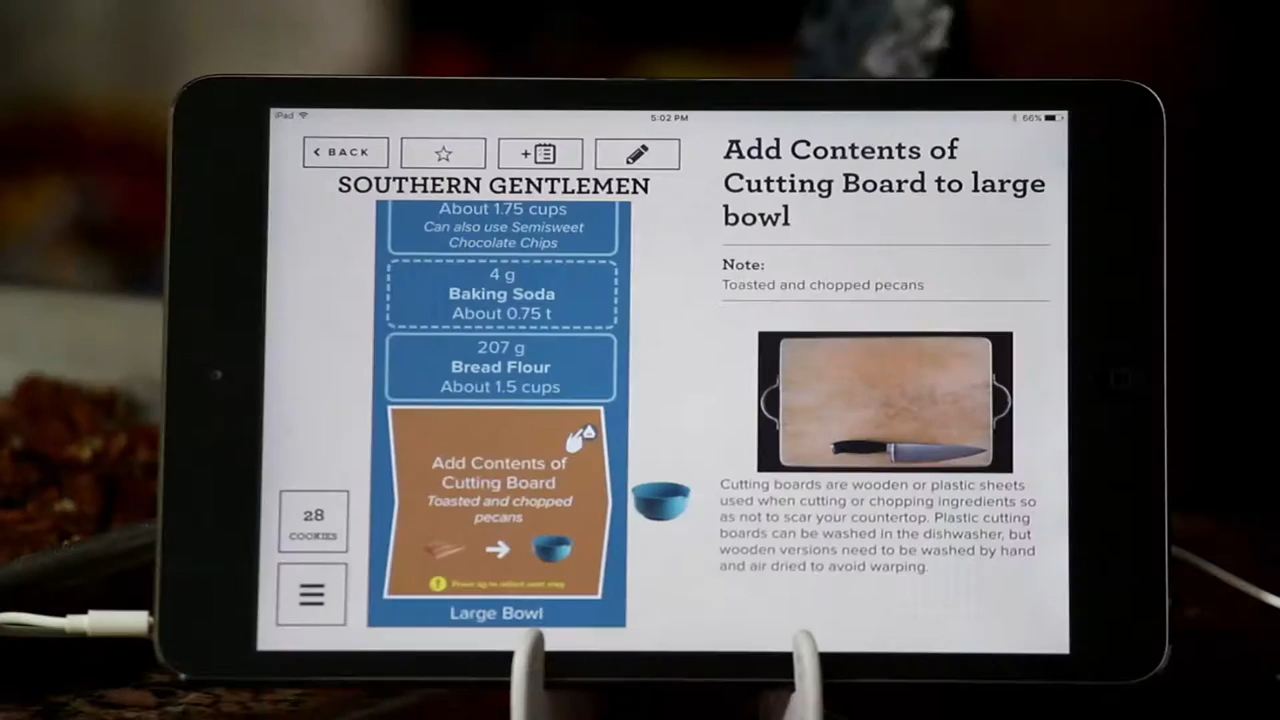 iPad
5:02 PM
66%
< BACK
SOUTHERN GENTLEMEN
About 1.75 cups
Can also use Semisweet
Chocolate Chips
4 g
Baking Soda
About 0.75 t
207 g
Bread Flour
About 1.5 cups
Add Contents of
Cutting Board
Toasted and chopped
pecans
Large Bowl
28
COOKIES
Add Contents of
Cutting Board to large
bowl
Note:
Toasted and chopped pecans
Cutting boards are wooden or plastic sheets
used when cutting or chopping ingredients so
as not to scar your countertop. Plastic cutting
boards can be washed in the dishwasher, but
wooden versions need to be washed by hand
and air dried to avoid warping.